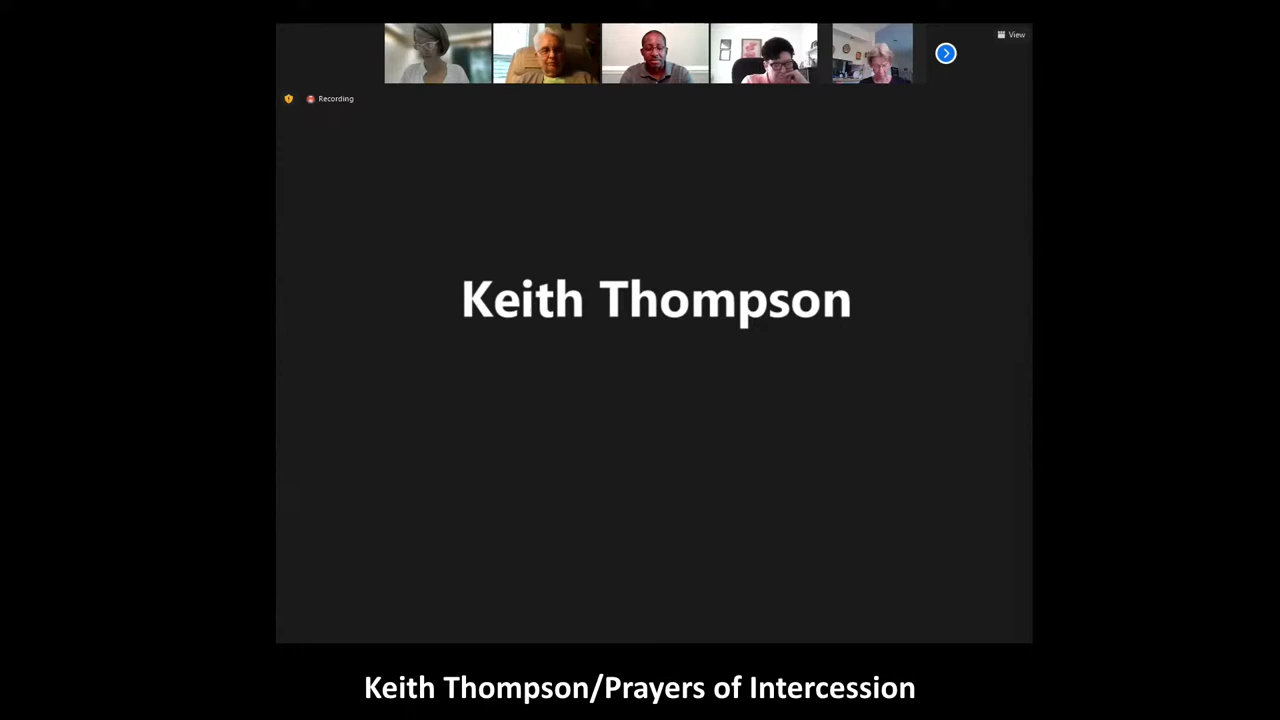 View
Recording
Keith Thompson
Keith Thompson/Prayers of Intercession